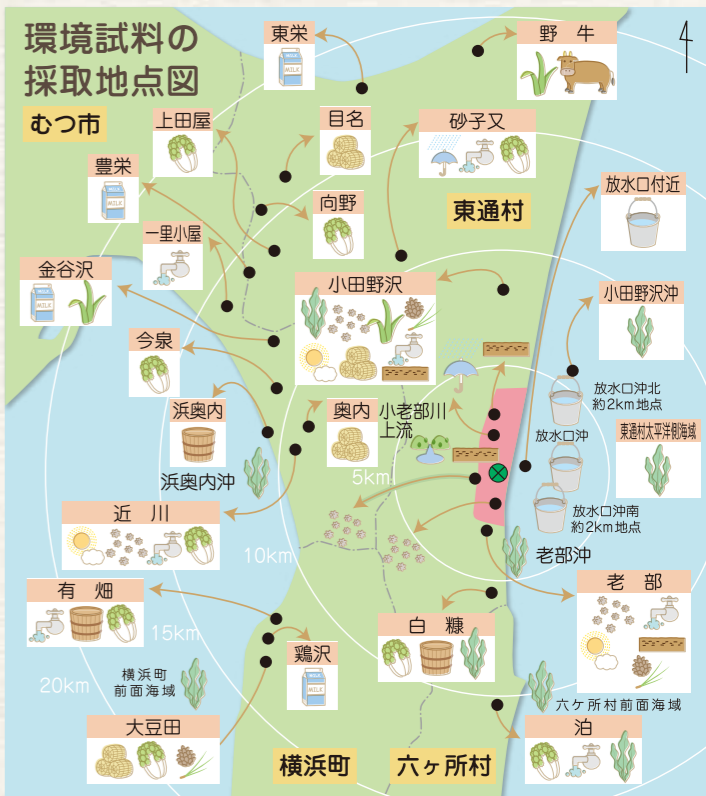 環境試料の
採取地点図
むつ市
東栄
MILK
野牛
上田屋
目名
砂子又
豊栄
MILK
向野
東通村
放水口付近
一里小屋
金谷沢
MILK
小田野沢
小田野沢沖
今泉
浜奥内
奥内
小老部川
上流
放水口沖北
約2km地点
放水口沖
東通村太平洋側海域
浜奥内沖
5km
放水口沖南
約2km地点
近川
10km
老部沖
有畑
白糠
老部
15km
鶏沢
MILK
横浜町
前面海域
20km
六ケ所村前面海域
大豆田
泊
横浜町
六ヶ所村